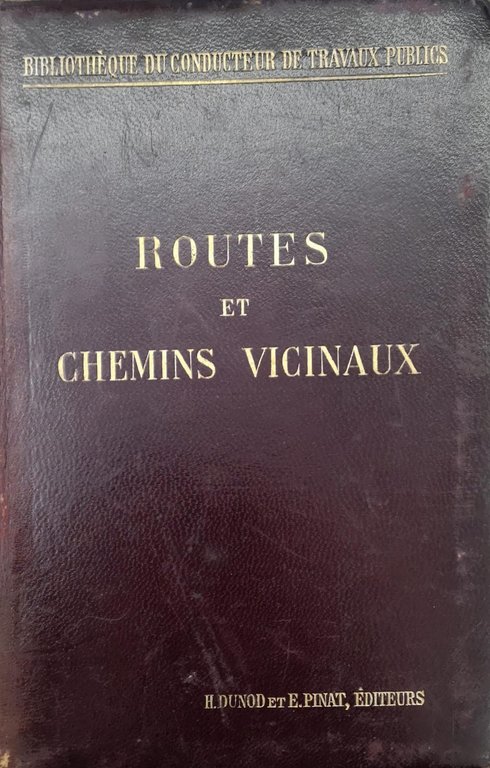 BIBLIOTHÈQUE DU CONDUCTEUR DE TRAVAUX PUBLICS
ROUTES
ET
CHEMINS VICINAUX
H. DUNOD ET E. PINAT, ÉDITEURS